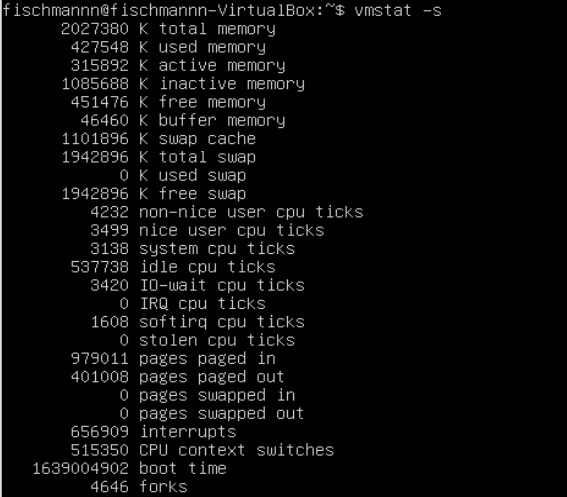 fischmannn@fischmannn-VirtualBox:~$ vmstat -s
2027380 K total memory
427548 K used memory
315892 K active memory
1085688 K inactive memory
451476 K free memory
46460 K buffer memory
1101896 K swap cache
1942896 K total swap
0 K used swap
1942896 K free swap
4232 non-nice user cpu ticks
3499 nice user cpu ticks
3138 system cpu ticks
537738 idle cpu ticks
3420 IO-wait cpu ticks
0 IRQ cpu ticks
1608 softirq cpu ticks
0 stolen cpu ticks
979011 pages paged in
401008 pages paged out
0 pages swapped in
0 pages swapped out
656909 interrupts
515350 CPU context switches
1639004902 boot time
4646 forks